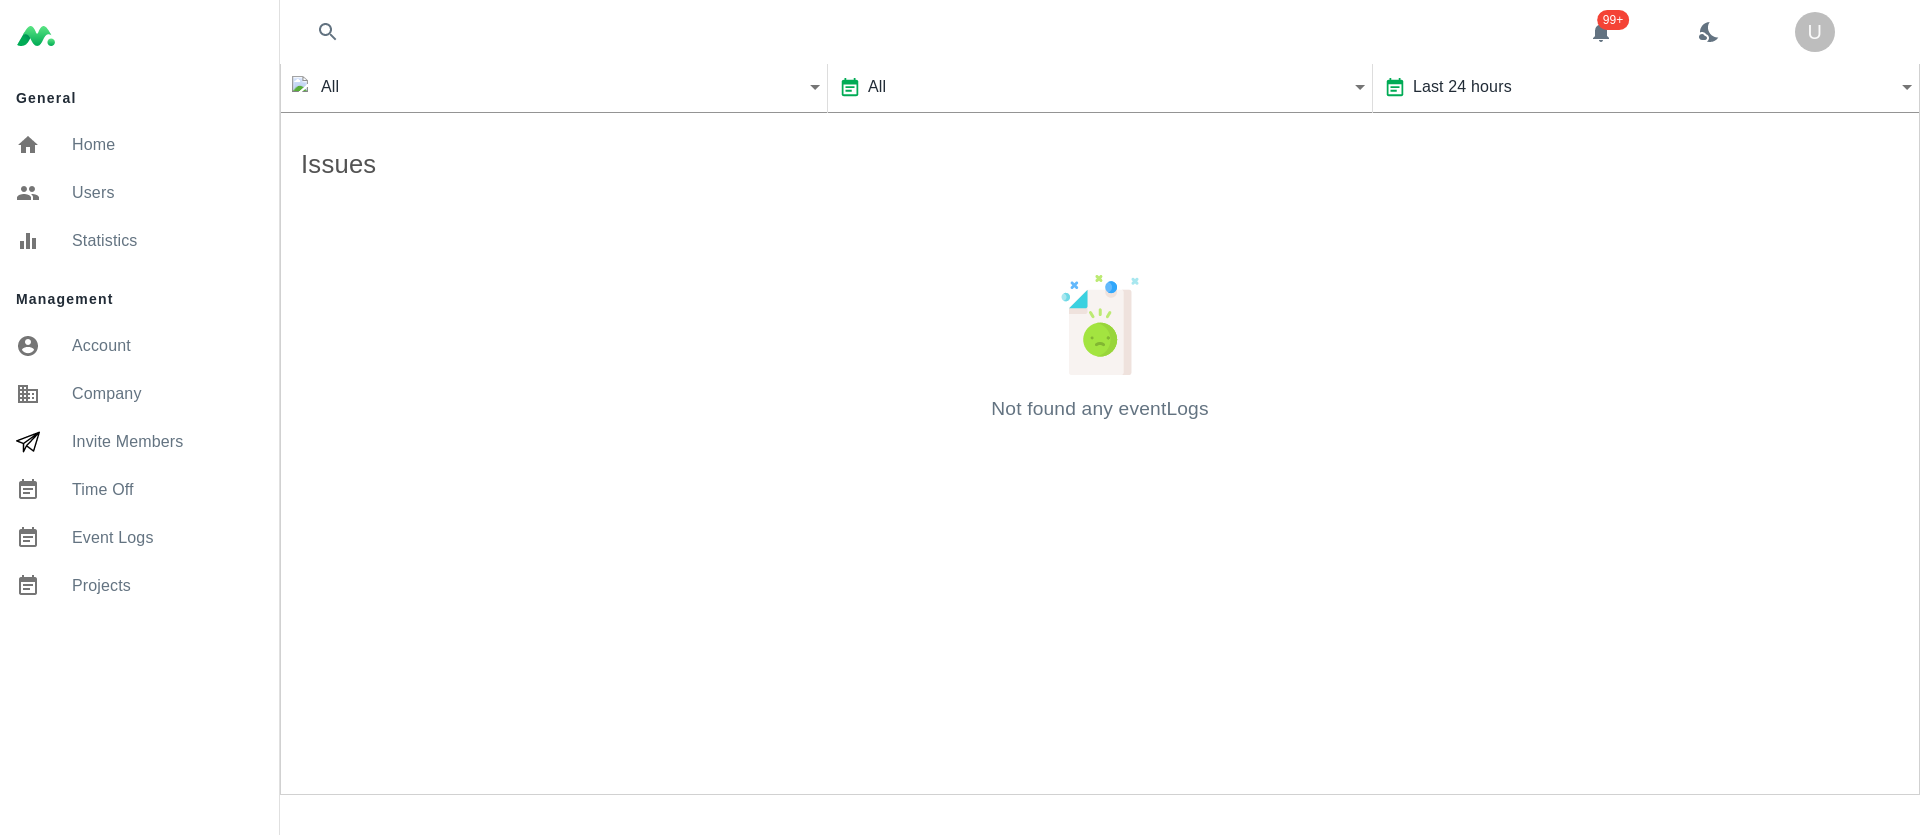 99+
U
General
Home
Users
Statistics
Management
Account
Company
Invite Members
Time Off
Event Logs
Projects
All
All
Last 24 hours
Issues
Not found any eventLogs